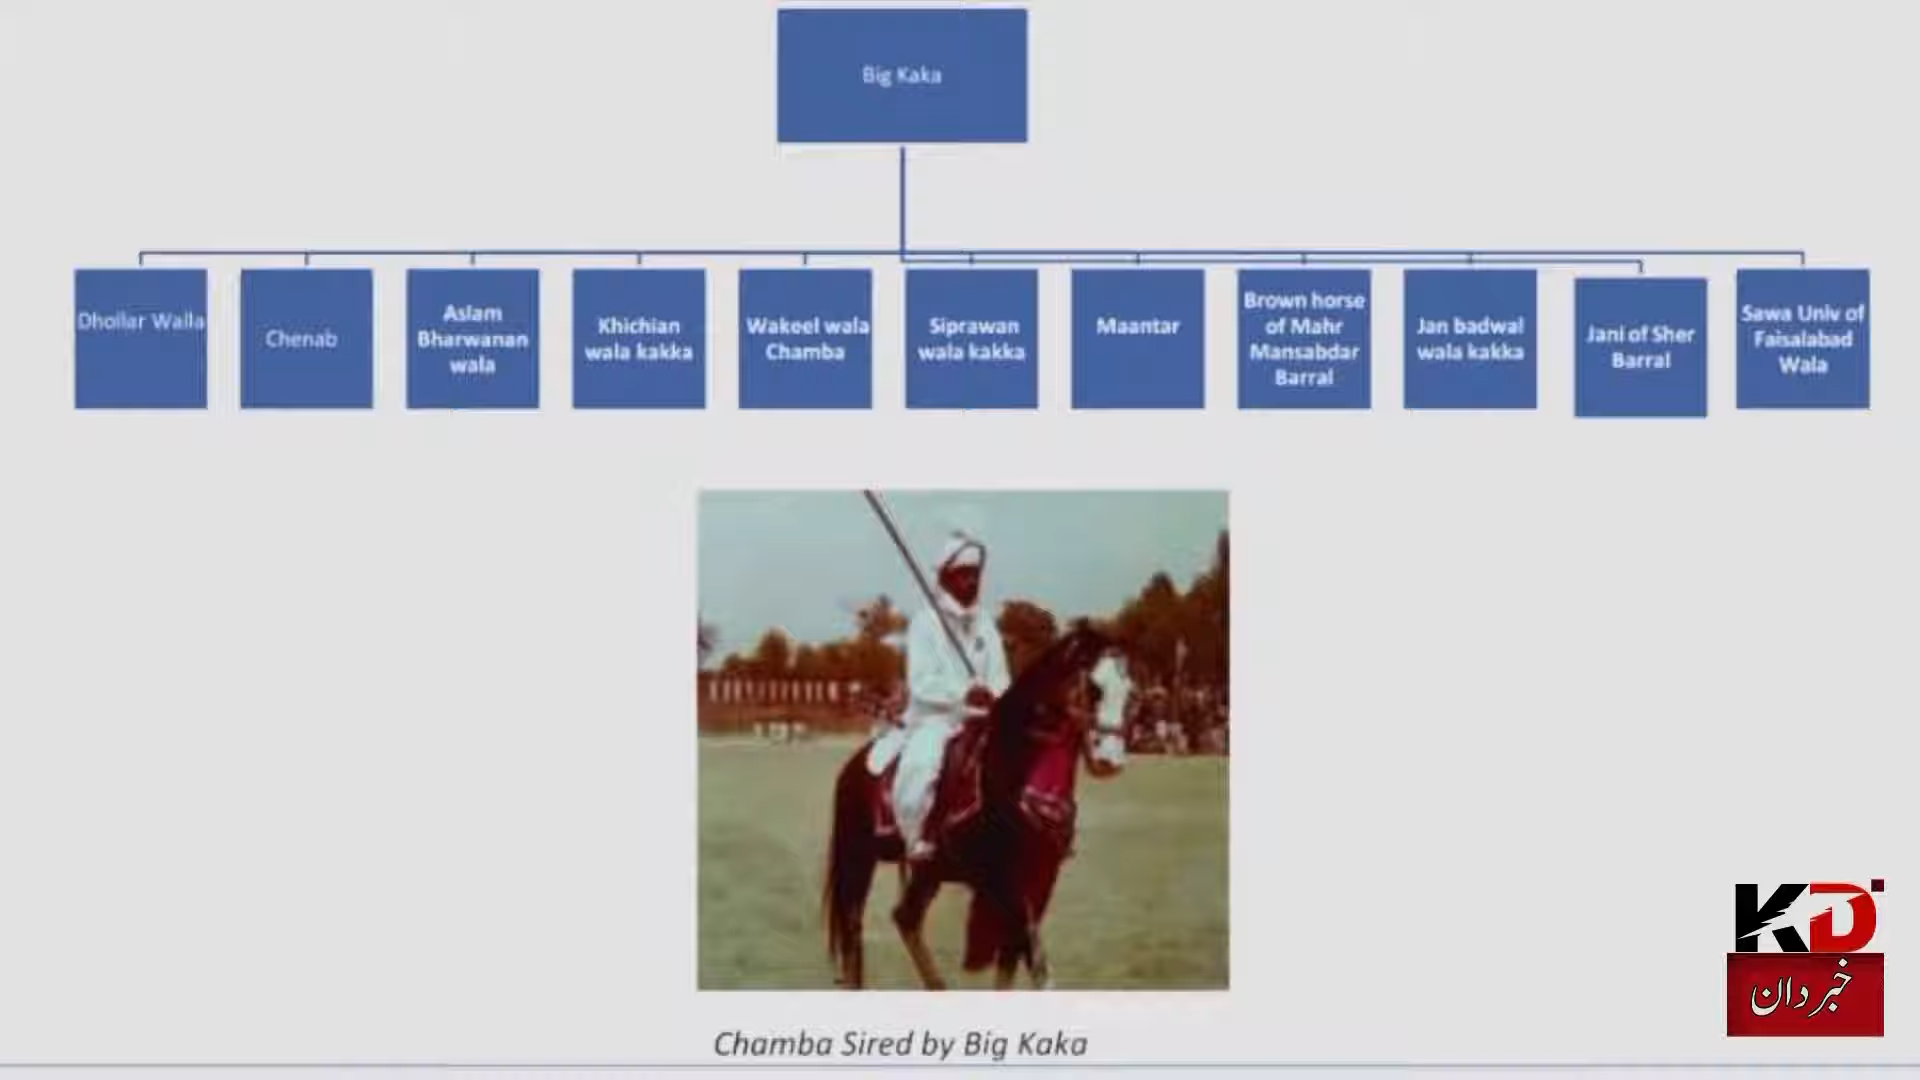 Big Kaka
Dhollar Walla
Chenab
Aslam
Bharwanan
wala
Khichian
wala kakka
Wakeel wala
Chamba
Siprawan
wala kakka
Maantar
Brown horse
of Mahr
Mansabdar
Barral
Jan badwal
wala kakka
Jani of Sher
Barral
Sawa Univ of
Faisalabad
Wala
Chamba Sired by Big Kaka
KD
خبردان